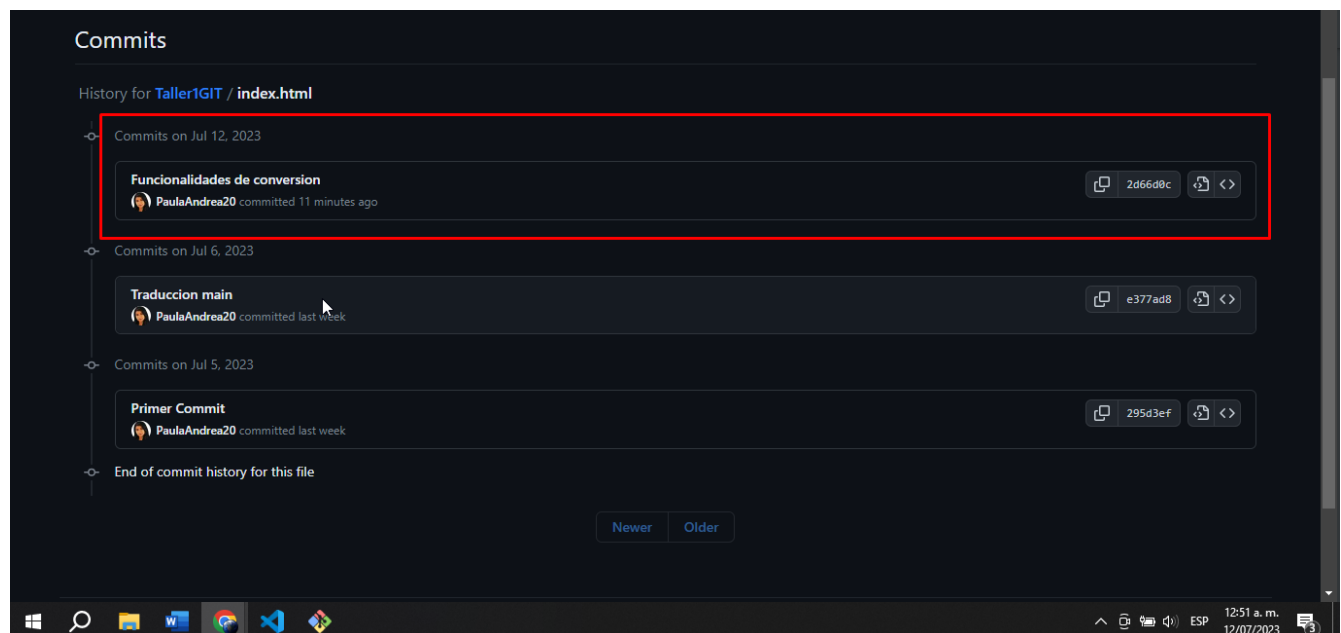 Commits
History for Taller1GIT / index.html
Commits on Jul 12, 2023
Funcionalidades de conversion
2d66d0c
PaulaAndrea20 committed 11 minutes ago
Commits on Jul 6, 2023
Traduccion main
e377ad8
PaulaAndrea20 committed last week
Commits on Jul 5, 2023
Primer Commit
295d3ef
PaulaAndrea20 committed last week
End of commit history for this file
Newer Older
ESP
12:51 a. m.
12/07/2023
3